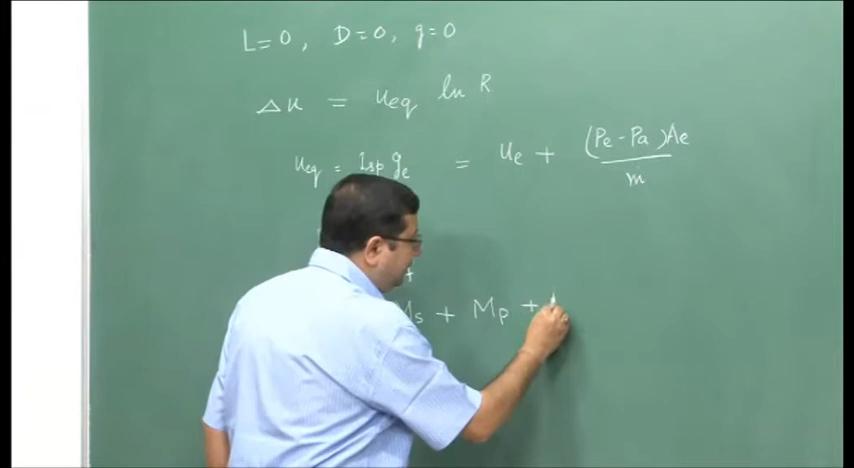 L=0, D=0, g=0
Δu = ueq ln R
ueq = Isp ge = ue + (Pe-Pa)Ae / m
+
Ms + Mp +